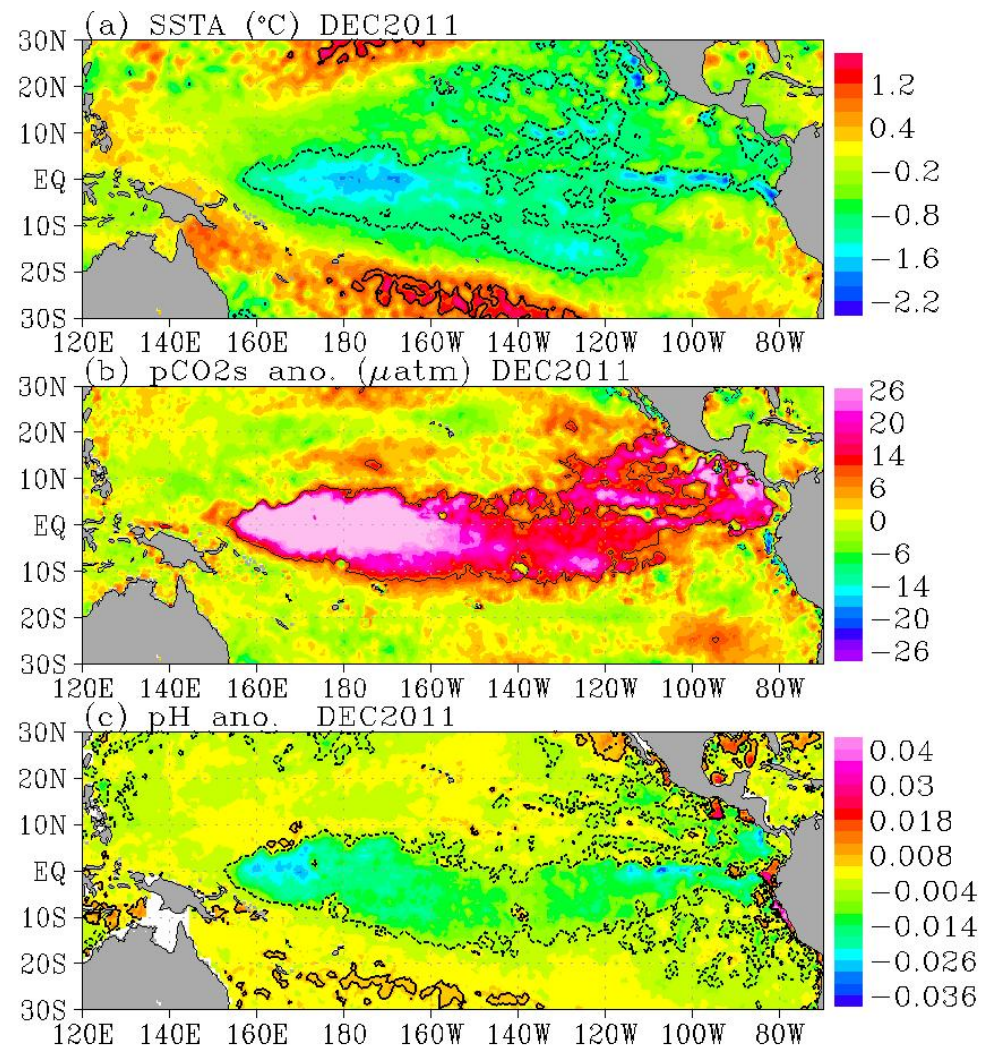 (a) SSTA (°C) DEC2011
30N
20N
10N
EQ
10S
20S
30S
120E 140E 160E 180 160W 140W 120W 100W 80W
1.2
0.4
−0.2
−0.8
−1.6
−2.2
(b) pCO2s ano. (μatm) DEC2011
30N
20N
10N
EQ
10S
20S
30S
120E 140E 160E 180 160W 140W 120W 100W 80W
26
20
14
6
0
−6
−14
−20
−26
(c) pH ano. DEC2011
30N
20N
10N
EQ
10S
20S
30S
120E 140E 160E 180 160W 140W 120W 100W 80W
0.04
0.03
0.018
0.008
−0.004
−0.014
−0.026
−0.036